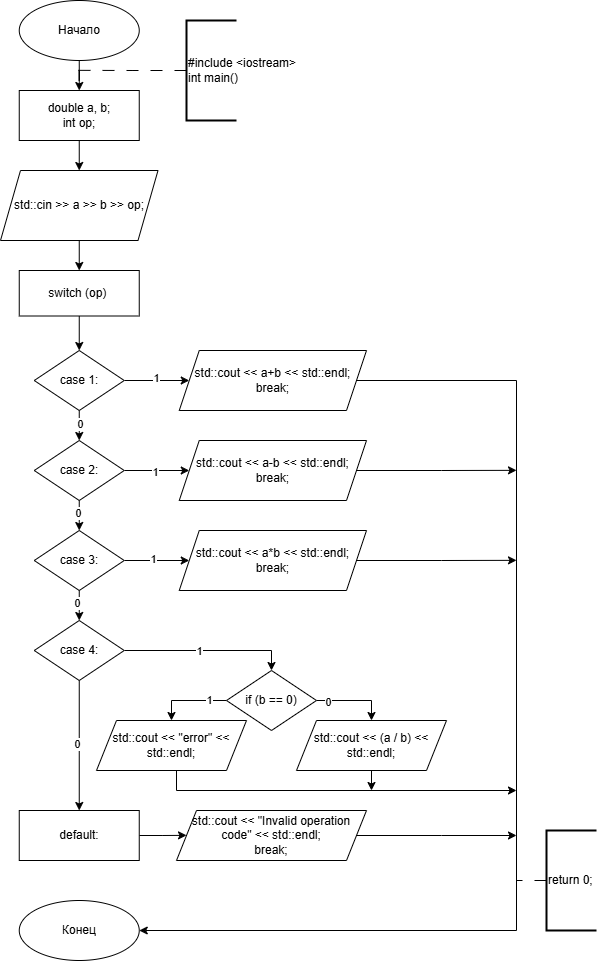 Начало
#include <iostream>
int main()
double a, b;
int op;
std::cin >> a >> b >> op;
switch (op)
case 1:
1
std::cout << a+b << std::endl;
break;
0
case 2:
1
std::cout << a-b << std::endl;
break;
0
case 3:
1
std::cout << a*b << std::endl;
break;
0
case 4:
1
if (b == 0)
1
0
std::cout << "error" <<
std::endl;
std::cout << (a / b) <<
std::endl;
0
default:
std::cout << "Invalid operation
code" << std::endl;
break;
return 0;
Конец